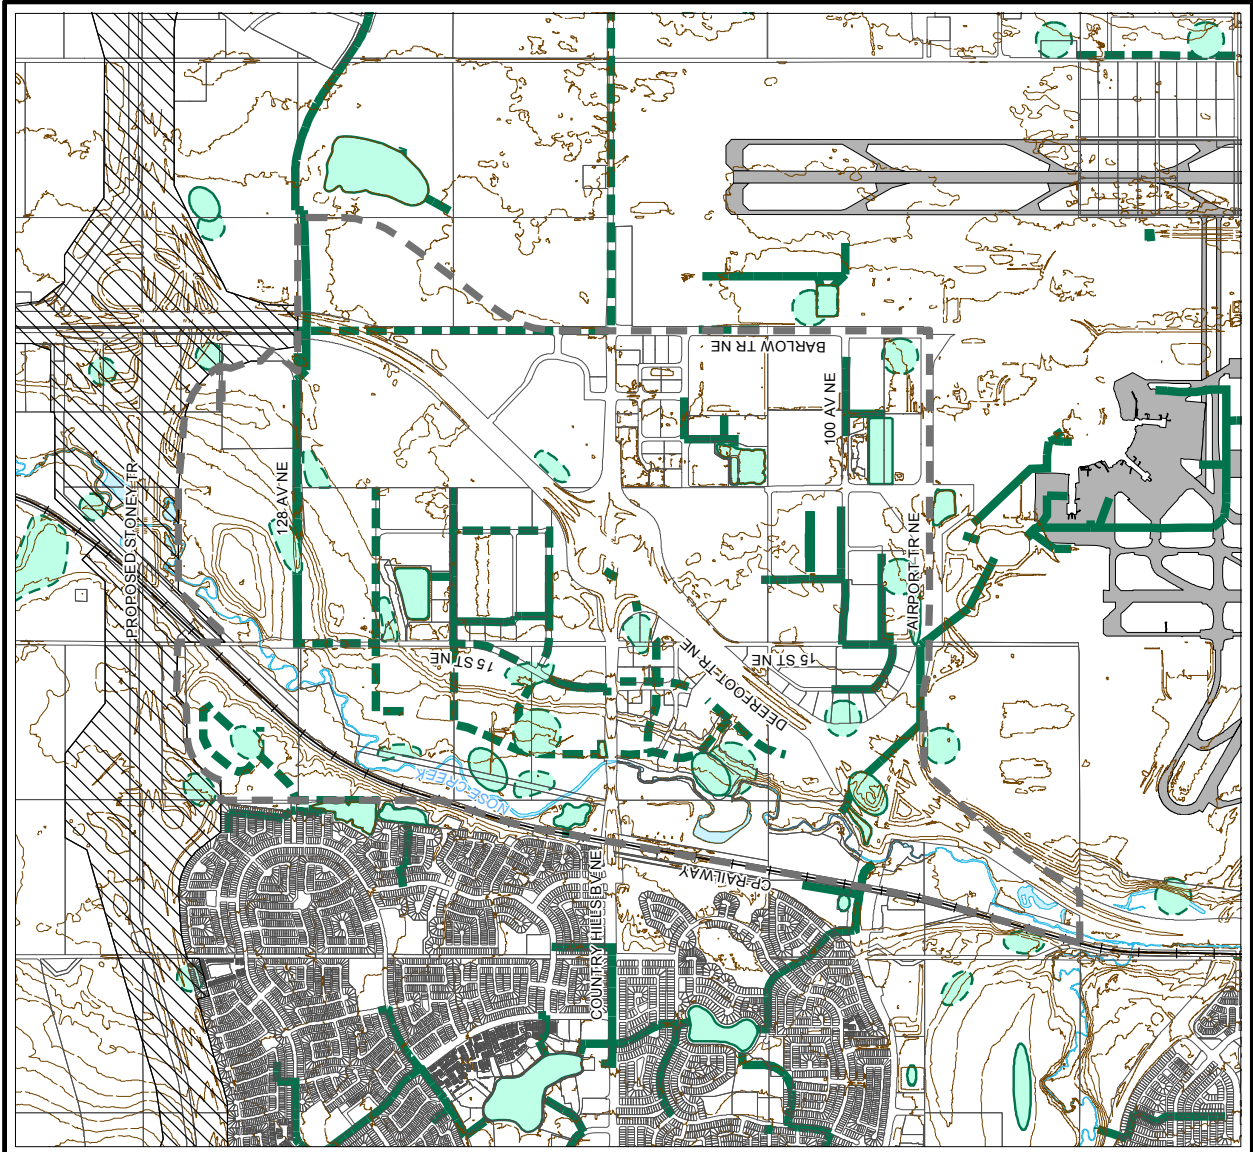 BARLOW TR NE
100 AV NE
PROPOSED STONEY TR
128 AV NE
AIRPORT TR NE
15 ST NE
15 ST NE
DEERFOOT TR NE
NOSE CREEK
CP RAILWAY
COUNTRY HILLS BV NE